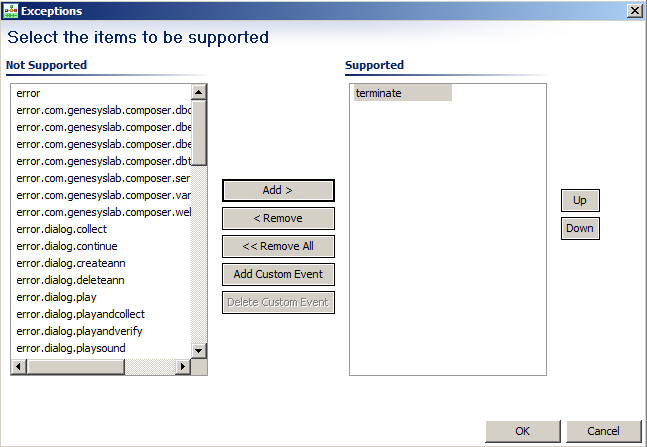 Exceptions
Select the items to be supported
Not Supported
error
error.com.genesyslab.composer.dbc
error.com.genesyslab.composer.dbe
error.com.genesyslab.composer.dbe
error.com.genesyslab.composer.dbt
error.com.genesyslab.composer.ser
error.com.genesyslab.composer.var
error.com.genesyslab.composer.wel
error.dialog.collect
error.dialog.continue
error.dialog.createann
error.dialog.deleteann
error.dialog.play
error.dialog.playandcollect
error.dialog.playandverify
error.dialog.playsound
Add >
< Remove
<< Remove All
Add Custom Event
Delete Custom Event
Supported
terminate
Up
Down
OK
Cancel